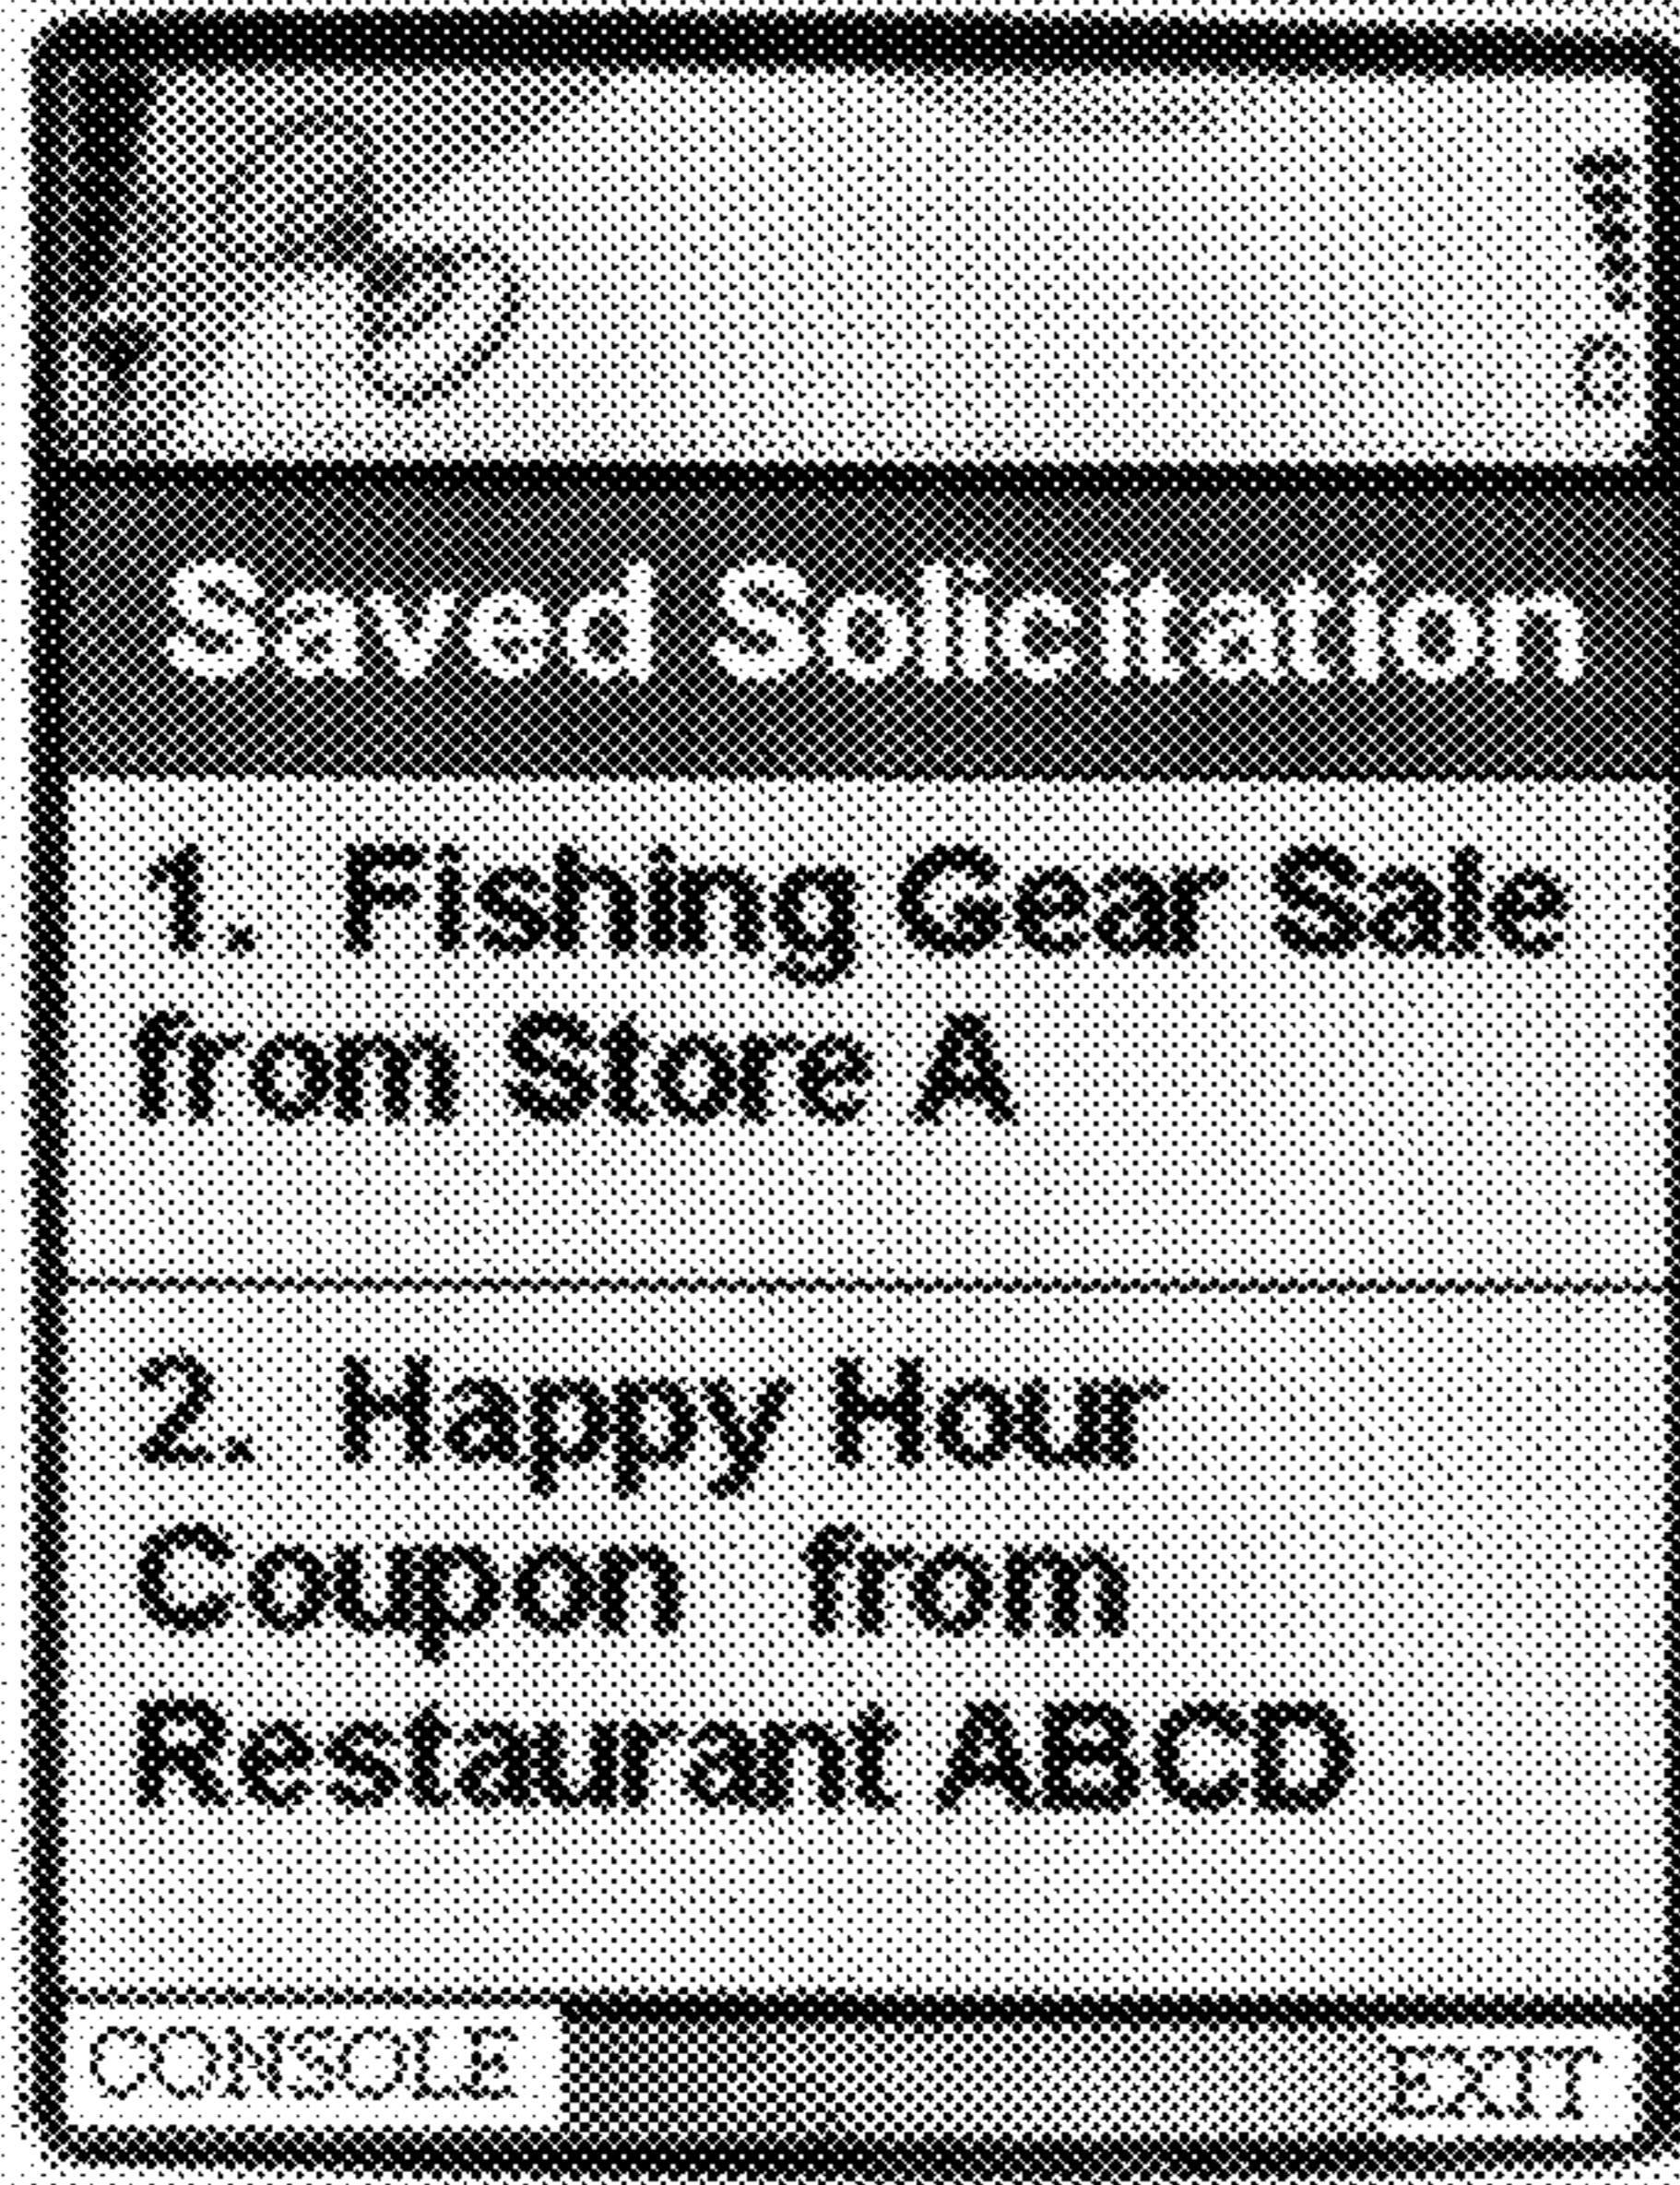 Saved Solicitation
1. Fishing Gear Sale
from Store A
2. Happy Hour
Coupon from
Restaurant ABCD
CONSOLE
EXIT